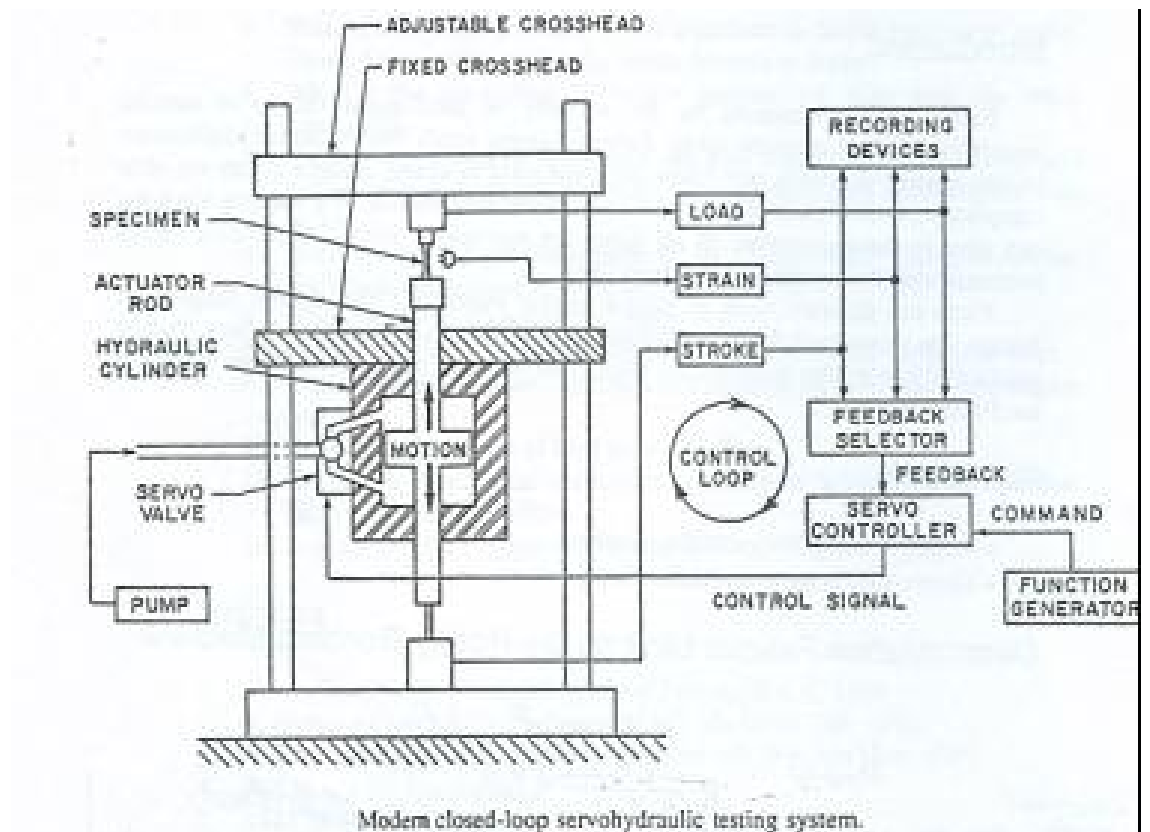 ADJUSTABLE CROSSHEAD
FIXED CROSSHEAD
RECORDING
DEVICES
SPECIMEN
LOAD
ACTUATOR
ROD
STRAIN
HYDRAULIC
CYLINDER
STROKE
FEEDBACK
SELECTOR
MOTION
CONTROL
LOOP
FEEDBACK
SERVO
VALVE
SERVO
CONTROLLER
COMMAND
PUMP
CONTROL SIGNAL
FUNCTION
GENERATOR
Modern closed-loop servohydraulic testing system.